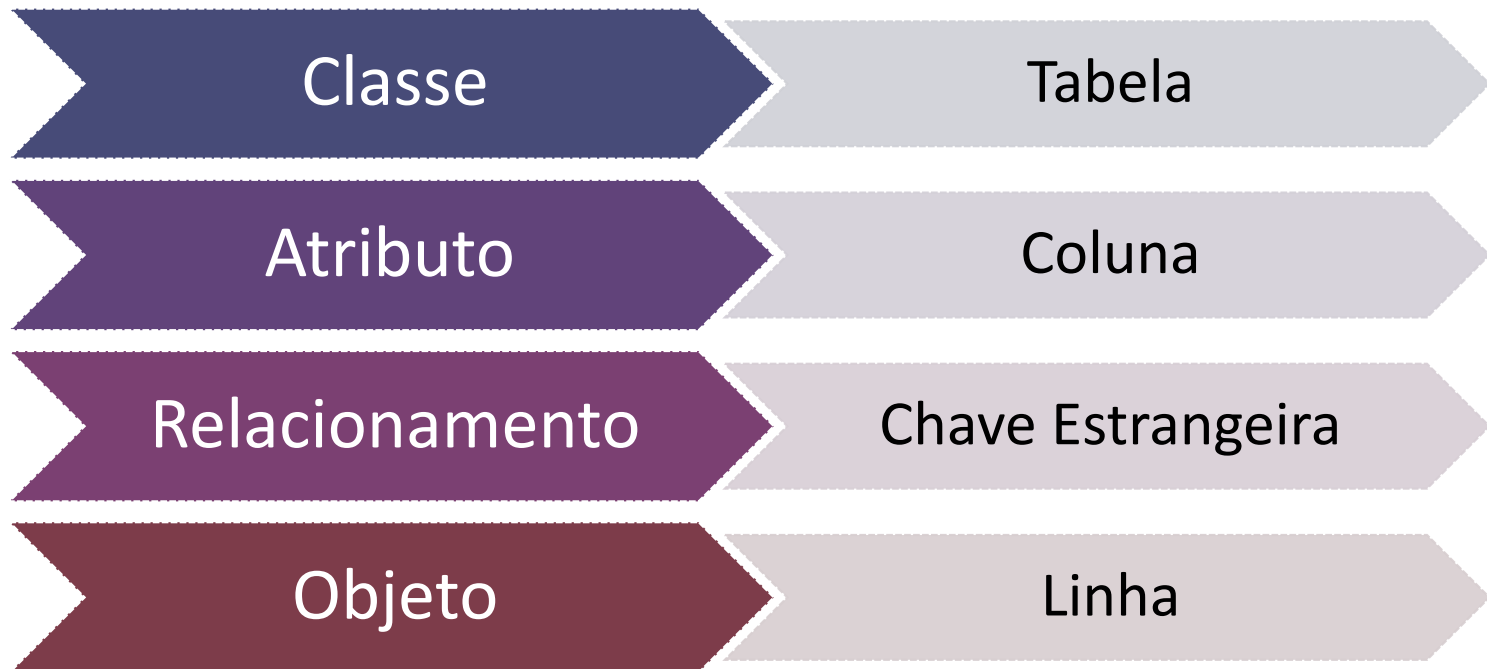 Classe
Tabela
Atributo
Coluna
Relacionamento
Chave Estrangeira
Objeto
Linha